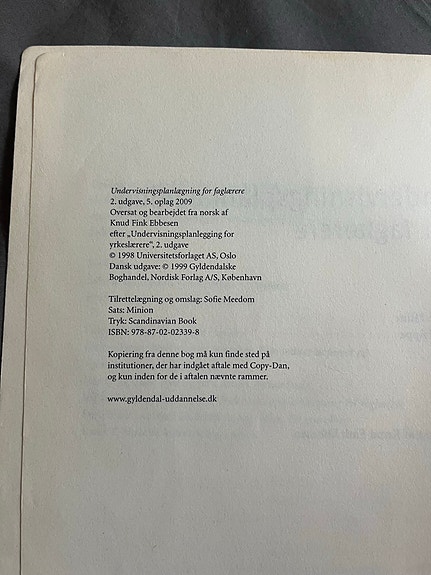 Undervisningsplanlægning for faglærere
2. udgave, 5. oplag 2009
Oversat og bearbejdet fra norsk af
Knud Fink Ebbesen
efter „Undervisningsplanlegging for
yrkeslærere”, 2. udgave
© 1998 Universitetsforlaget AS, Oslo
Dansk udgave: © 1999 Gyldendalske
Boghandel, Nordisk Forlag A/S, København
Tilrettelægning og omslag: Sofie Meedom
Sats: Minion
Tryk: Scandinavian Book
ISBN: 978-87-02-02339-8
Kopiering fra denne bog må kun finde sted på
institutioner, der har indgået aftale med Copy-Dan,
og kun inden for de i aftalen nævnte rammer.
www.gyldendal-uddannelse.dk